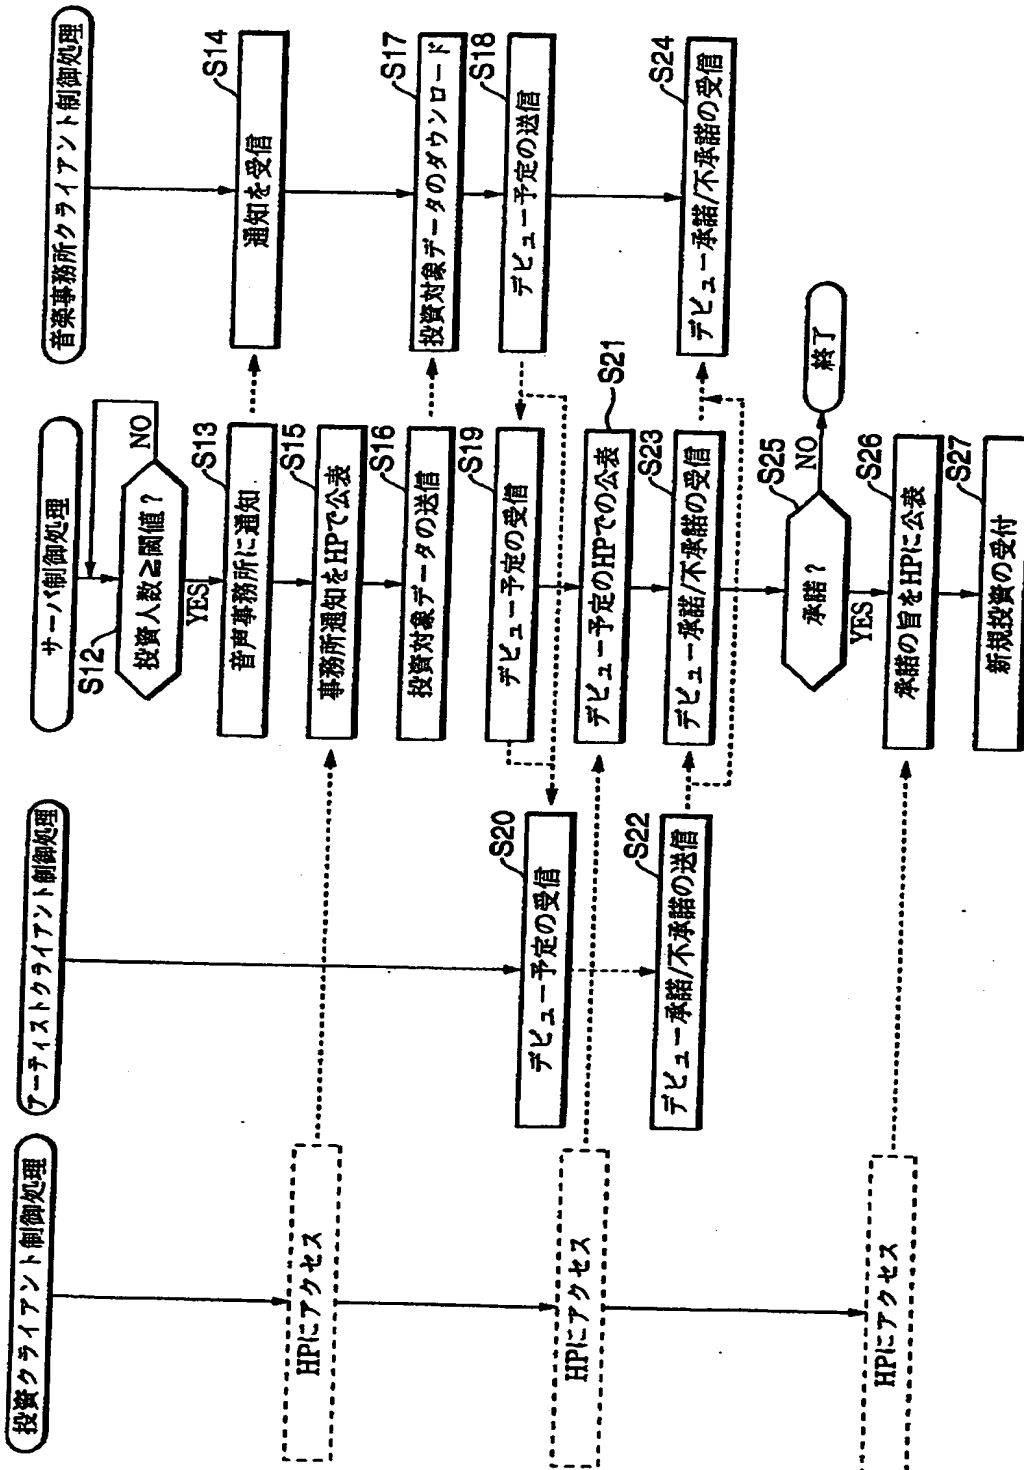 投資クライアント制御処理
HPにアクセス
HPにアクセス
HPにアクセス
アーティストクライアント制御処理
S20
デビュー予定の受信
S22
デビュー承諾/不承諾の送信
サーバ制御処理
S12
投資人数≧閾値?
NO
YES
S13
音声事務所に通知
S15
事務所通知をHPで公表
S16
投資対象データの送信
S19
デビュー予定の受信
S21
デビュー予定のHPでの公表
S23
デビュー承諾/不承諾の受信
S25
承諾?
NO
終了
YES
S26
承諾の旨をHPに公表
S27
新規投資の受付
音楽事務所クライアント制御処理
S14
通知を受信
S17
投資対象データのダウンロード
S18
デビュー予定の送信
S24
デビュー承諾/不承諾の受信